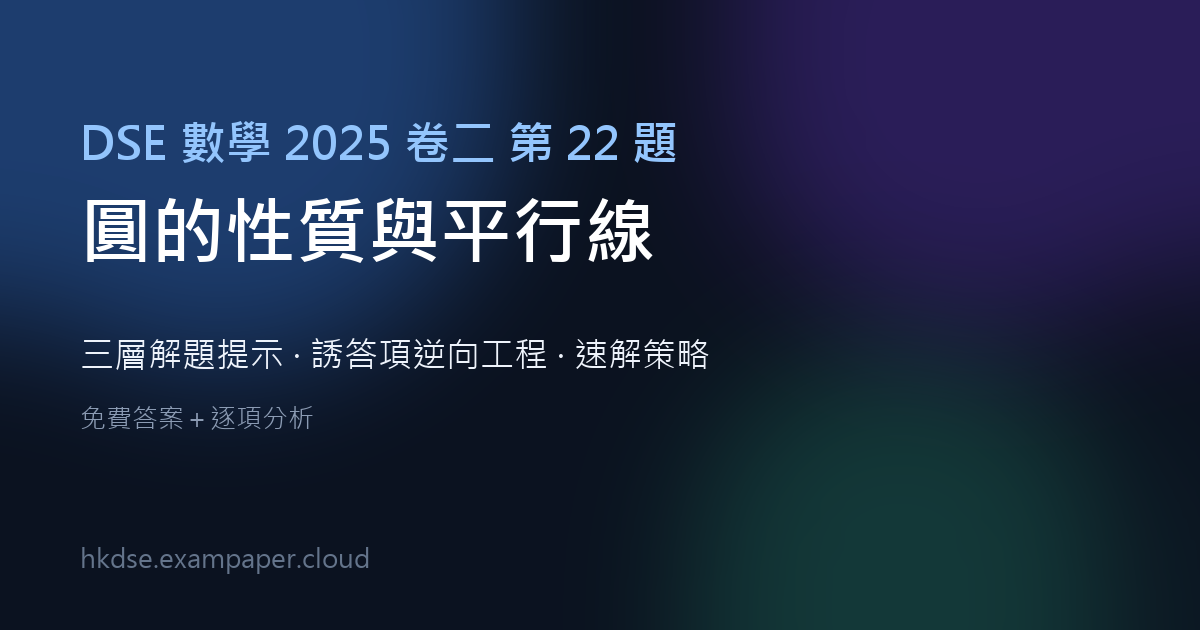 DSE 數學 2025 卷二 第 22 題
圓的性質與平行線
三層解題提示 · 誘答項逆向工程 · 速解策略
免費答案 + 逐項分析
hkdse.exampaper.cloud